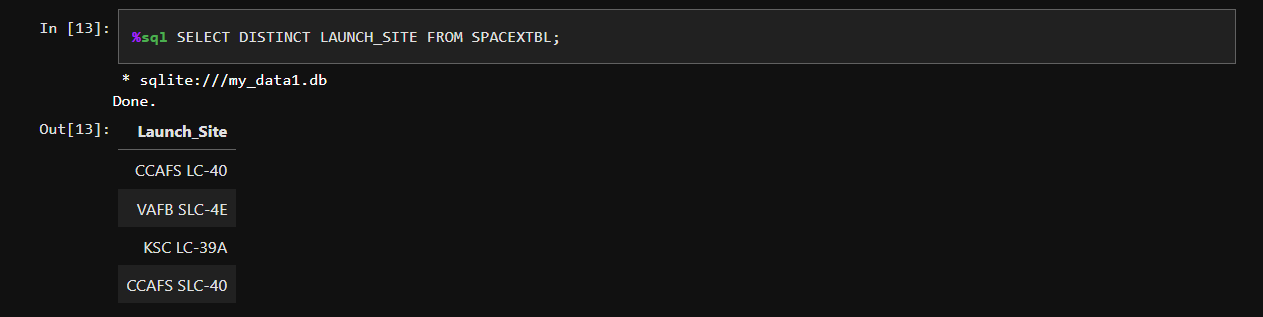 In [13]: %sql SELECT DISTINCT LAUNCH_SITE FROM SPACEXTBL;
* sqlite:///my_data1.db
Done.
Out[13]: Launch_Site
CCAFS LC-40
VAFB SLC-4E
KSC LC-39A
CCAFS SLC-40